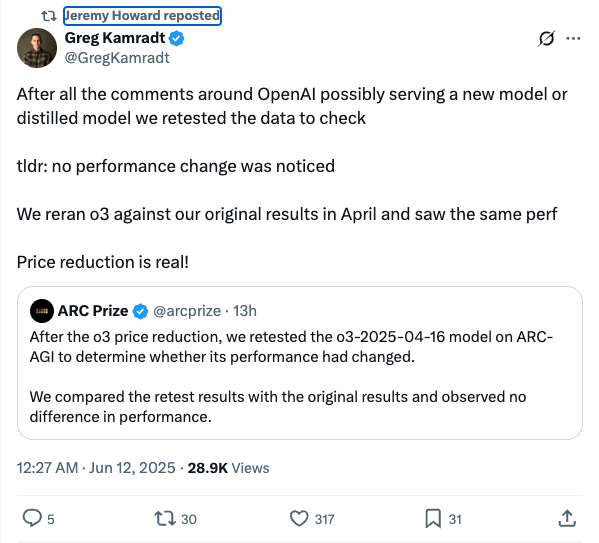 Jeremy Howard reposted
Greg Kamradt
@GregKamradt
After all the comments around OpenAI possibly serving a new model or
distilled model we retested the data to check
tldr: no performance change was noticed
We reran o3 against our original results in April and saw the same perf
Price reduction is real!
ARC Prize @arcprize · 13h
After the o3 price reduction, we retested the o3-2025-04-16 model on ARC-
AGI to determine whether its performance had changed.
We compared the retest results with the original results and observed no
difference in performance.
12:27 AM · Jun 12, 2025 · 28.9K Views
5 30 317 31